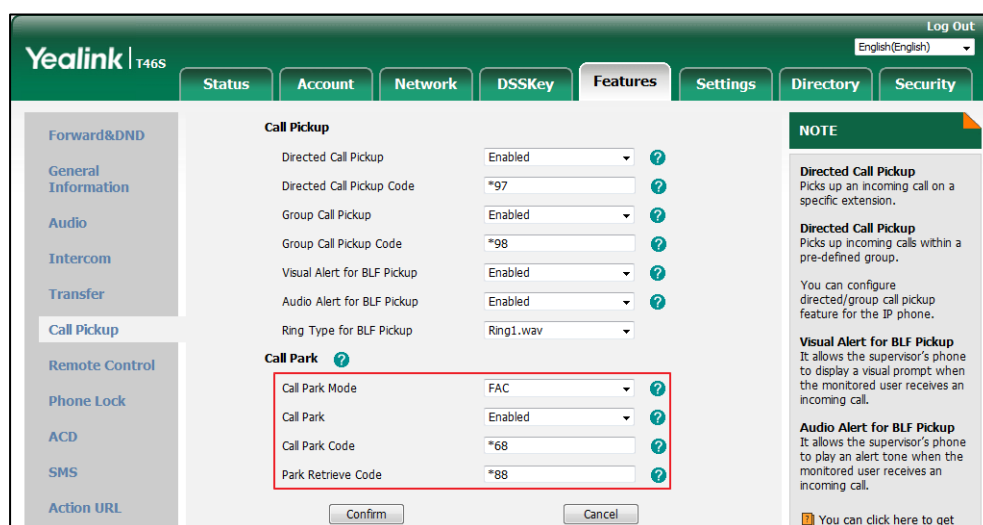 Log Out
Yealink T46S
English(English)
Status Account Network DSSKey Features Settings Directory Security
Forward&DND
General
Information
Audio
Intercom
Transfer
Call Pickup
Remote Control
Phone Lock
ACD
SMS
Action URL
Call Pickup
Directed Call Pickup Enabled
Directed Call Pickup Code *97
Group Call Pickup Enabled
Group Call Pickup Code *98
Visual Alert for BLF Pickup Enabled
Audio Alert for BLF Pickup Enabled
Ring Type for BLF Pickup Ring1.wav
Call Park
Call Park Mode FAC
Call Park Enabled
Call Park Code *68
Park Retrieve Code *88
Confirm Cancel
NOTE
Directed Call Pickup
Picks up an incoming call on a
specific extension.
Directed Call Pickup
Picks up incoming calls within a
pre-defined group.
You can configure
directed/group call pickup
feature for the IP phone.
Visual Alert for BLF Pickup
It allows the supervisor's phone
to display a visual prompt when
the monitored user receives an
incoming call.
Audio Alert for BLF Pickup
It allows the supervisor's phone
to play an alert tone when the
monitored user receives an
incoming call.
You can click here to get